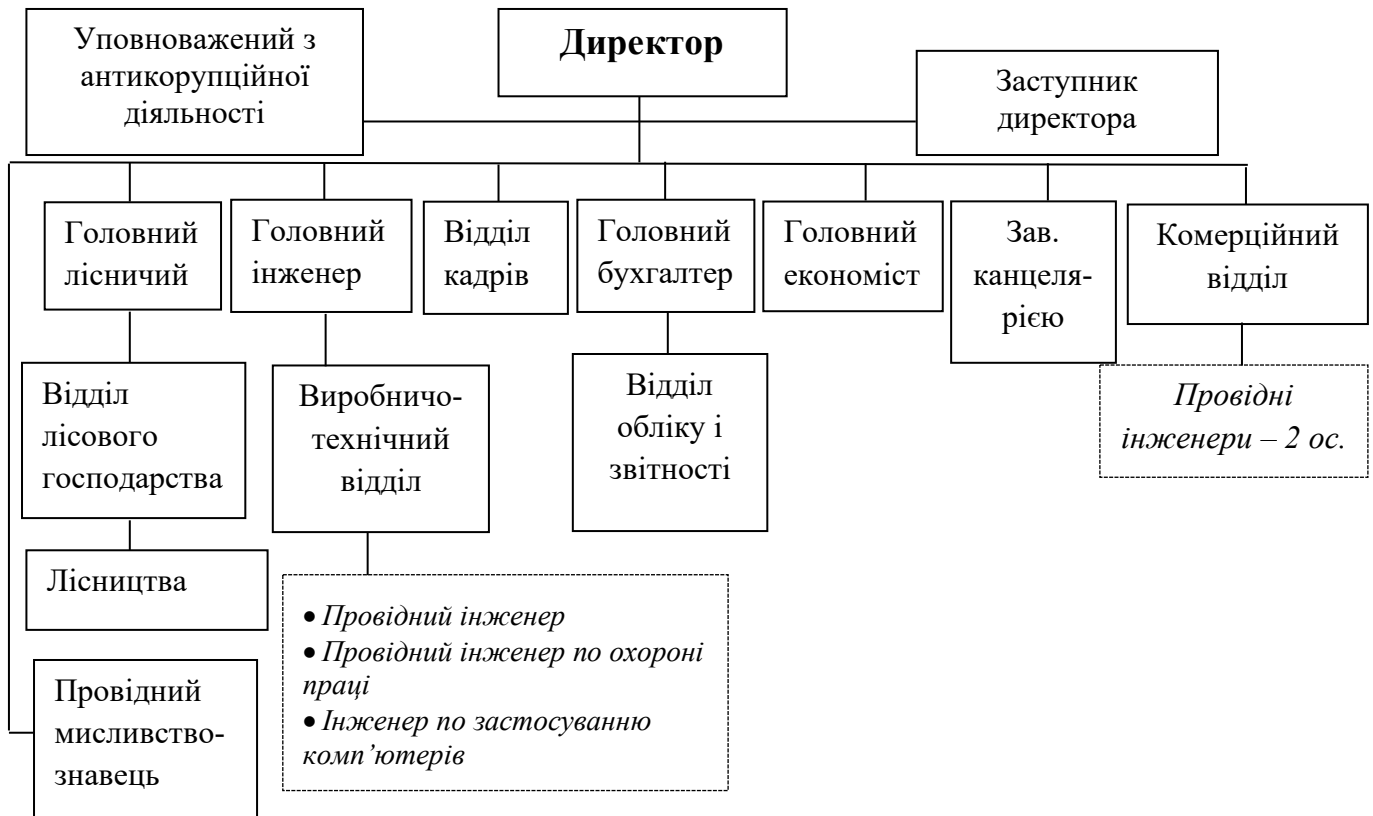 Уповноважений з
антикорупційної
діяльності
Директор
Заступник
директора
Головний
лісничий
Головний
інженер
Відділ
кадрів
Головний
бухгалтер
Головний
економіст
Зав.
канцеля-
рією
Комерційний
відділ
Відділ
лісового
господарства
Виробничо-
технічний
відділ
Відділ
обліку і
звітності
Провідні
інженери – 2 ос.
Лісництва
• Провідний інженер
• Провідний інженер по охороні
праці
• Інженер по застосуванню
комп’ютерів
Провідний
мисливство-
знавець